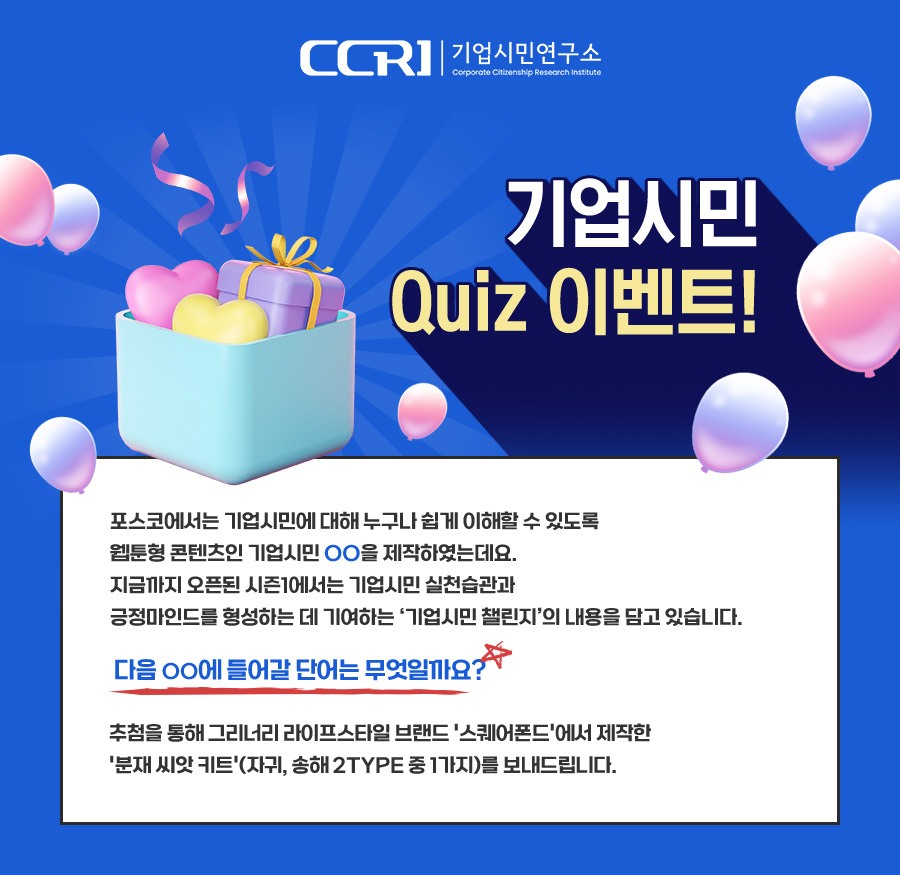 CCRI 기업시민연구소
Corporate Citizenship Research Institute
기업시민
Quiz 이벤트!
포스코에서는 기업시민에 대해 누구나 쉽게 이해할 수 있도록
웹툰형 콘텐츠인 기업시민 OO을 제작하였는데요.
지금까지 오픈된 시즌1에서는 기업시민 실천습관과
긍정마인드를 형성하는 데 기여하는 ‘기업시민 챌린지’의 내용을 담고 있습니다.
다음 OO에 들어갈 단어는 무엇일까요?
추첨을 통해 그리너리 라이프스타일 브랜드 '스퀘어폰드'에서 제작한
'분재 씨앗 키트'(자귀, 송해 2TYPE 중 1가지)를 보내드립니다.